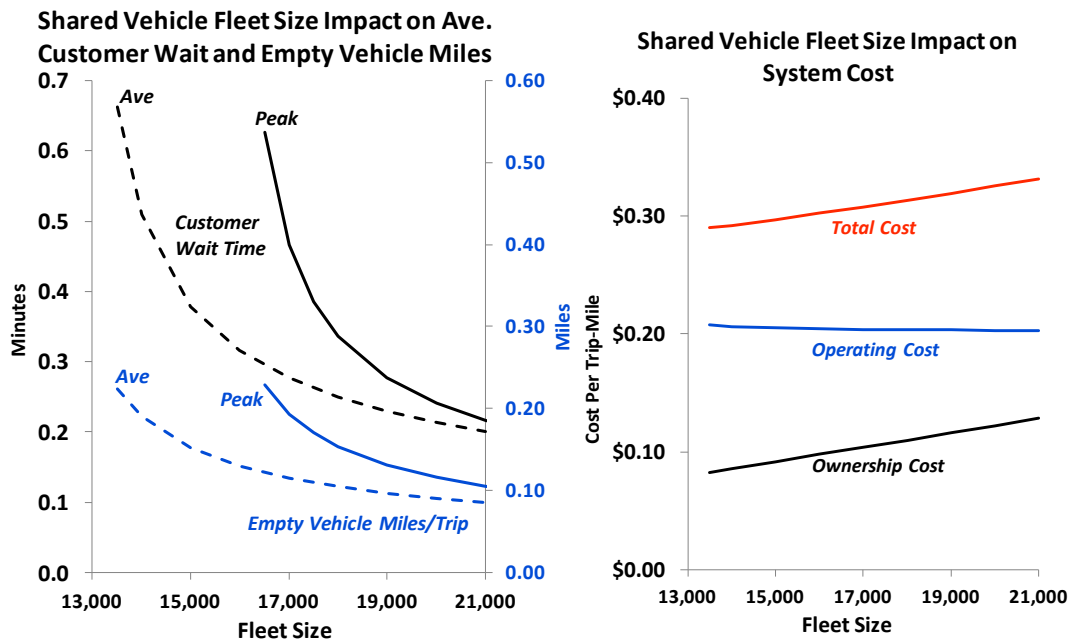 Shared Vehicle Fleet Size Impact on Ave.
Customer Wait and Empty Vehicle Miles
0.7
0.6
0.5
0.4
0.3
0.2
0.1
0.0
Minutes
0.60
0.50
0.40
0.30
0.20
0.10
0.00
Miles
Ave
Peak
Customer
Wait Time
Ave
Peak
Empty Vehicle Miles/Trip
13,000
15,000
17,000
19,000
21,000
Fleet Size
Shared Vehicle Fleet Size Impact on
System Cost
$0.40
$0.30
$0.20
$0.10
$0.00
Cost Per Trip-Mile
Total Cost
Operating Cost
Ownership Cost
13,000
15,000
17,000
19,000
21,000
Fleet Size